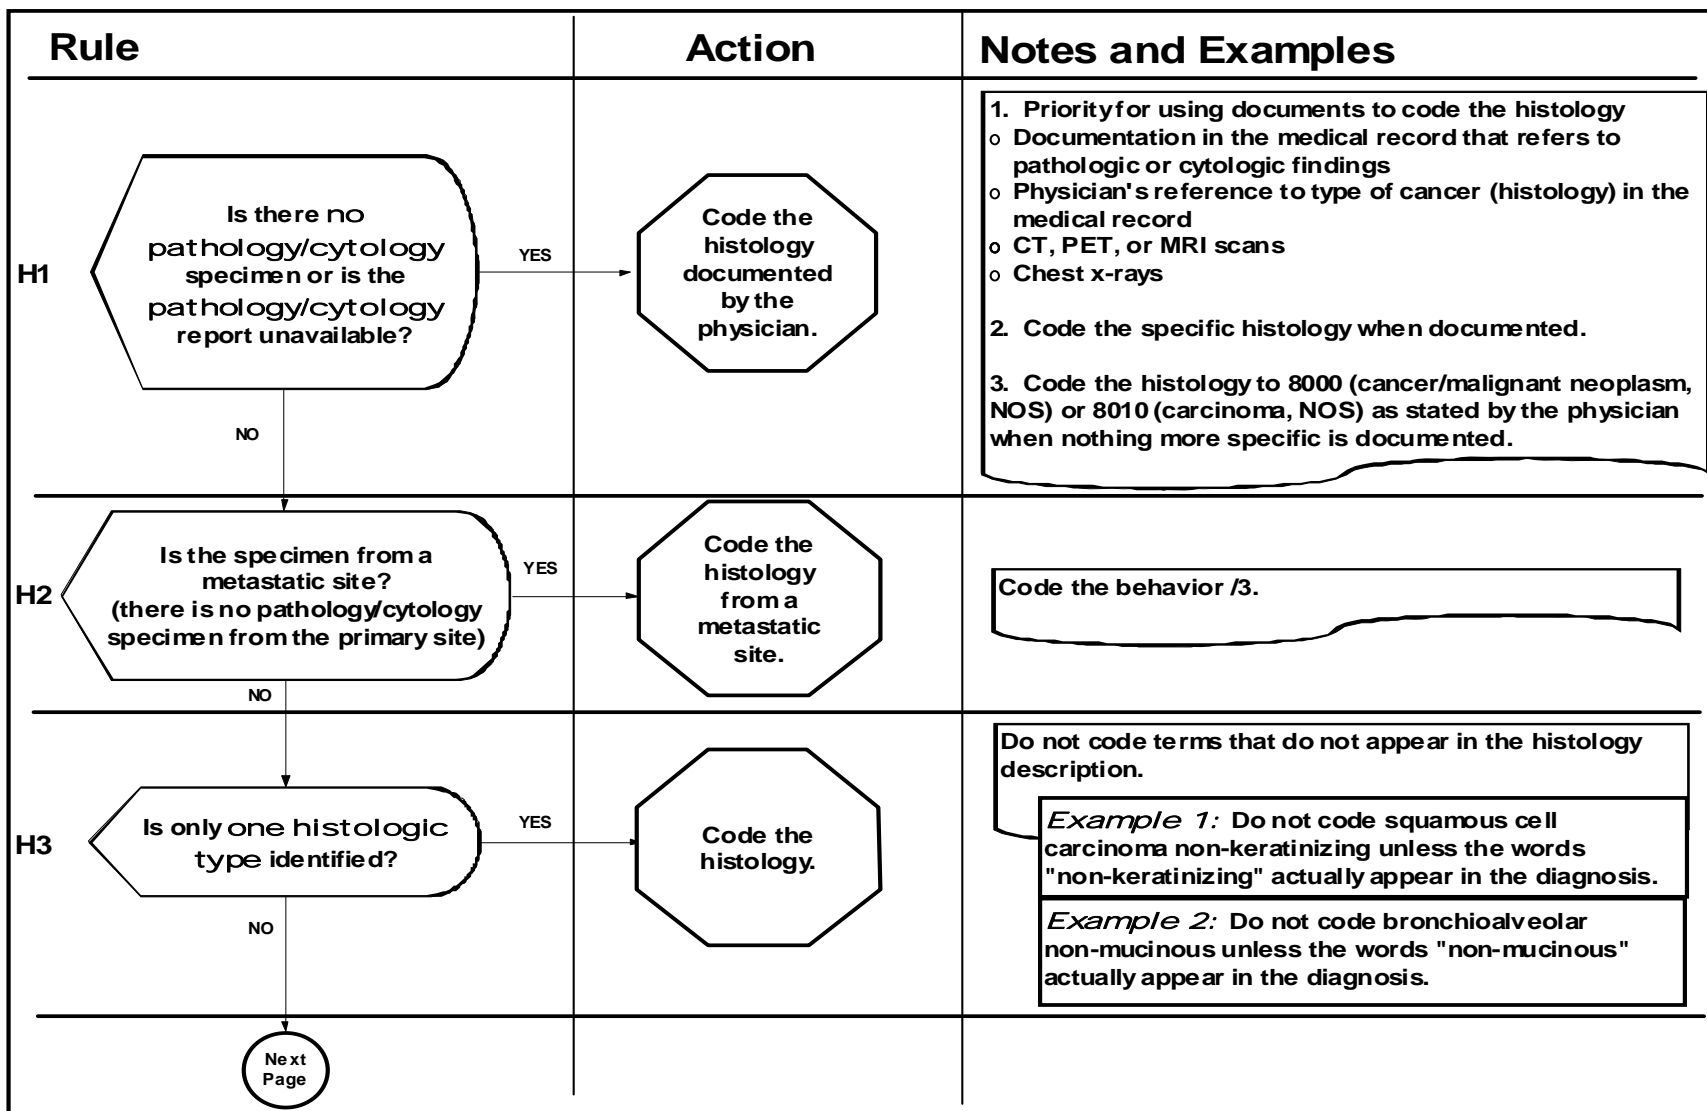 Rule
Action
Notes and Examples
H1
Is there no
pathology/cytology
specimen or is the
pathology/cytology
report unavailable?
YES
NO
Code the
histology
documented
by the
physician.
1. Priority for using documents to code the histology
o Documentation in the medical record that refers to
pathologic or cytologic findings
o Physician's reference to type of cancer (histology) in the
medical record
o CT, PET, or MRI scans
o Chest x-rays
2. Code the specific histology when documented.
3. Code the histology to 8000 (cancer/malignant neoplasm,
NOS) or 8010 (carcinoma, NOS) as stated by the physician
when nothing more specific is documented.
H2
Is the specimen from a
metastatic site?
(there is no pathology/cytology
specimen from the primary site)
YES
NO
Code the
histology
from a
metastatic
site.
Code the behavior /3.
H3
Is only one histologic
type identified?
YES
NO
Code the
histology.
Do not code terms that do not appear in the histology
description.
Example 1: Do not code squamous cell
carcinoma non-keratinizing unless the words
"non-keratinizing" actually appear in the diagnosis.
Example 2: Do not code bronchioalveolar
non-mucinous unless the words "non-mucinous"
actually appear in the diagnosis.
Next
Page